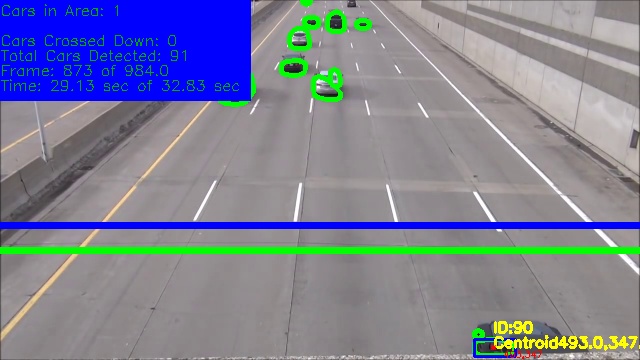 Cars in Area: 1
Cars Crossed Down: 0
Total Cars Detected: 91
Frame: 873 of 984.0
Time: 29.13 sec of 32.83 sec
ID:90
Centroid493.0,347